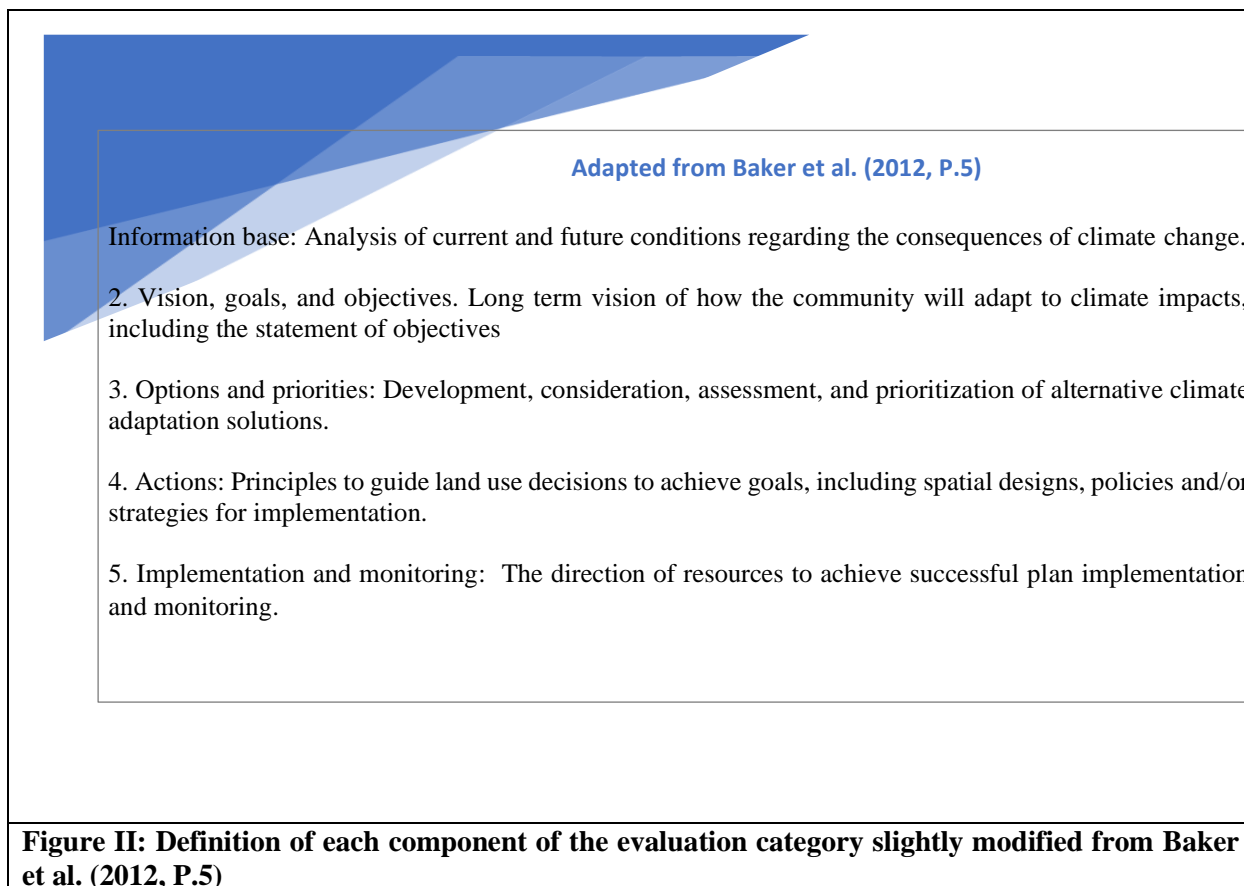 Adapted from Baker et al. (2012, P.5)
Information base: Analysis of current and future conditions regarding the consequences of climate change.
2. Vision, goals, and objectives. Long term vision of how the community will adapt to climate impacts,
including the statement of objectives
3. Options and priorities: Development, consideration, assessment, and prioritization of alternative climate
adaptation solutions.
4. Actions: Principles to guide land use decisions to achieve goals, including spatial designs, policies and/or
strategies for implementation.
5. Implementation and monitoring: The direction of resources to achieve successful plan implementation
and monitoring.
Figure II: Definition of each component of the evaluation category slightly modified from Baker
et al. (2012, P.5)